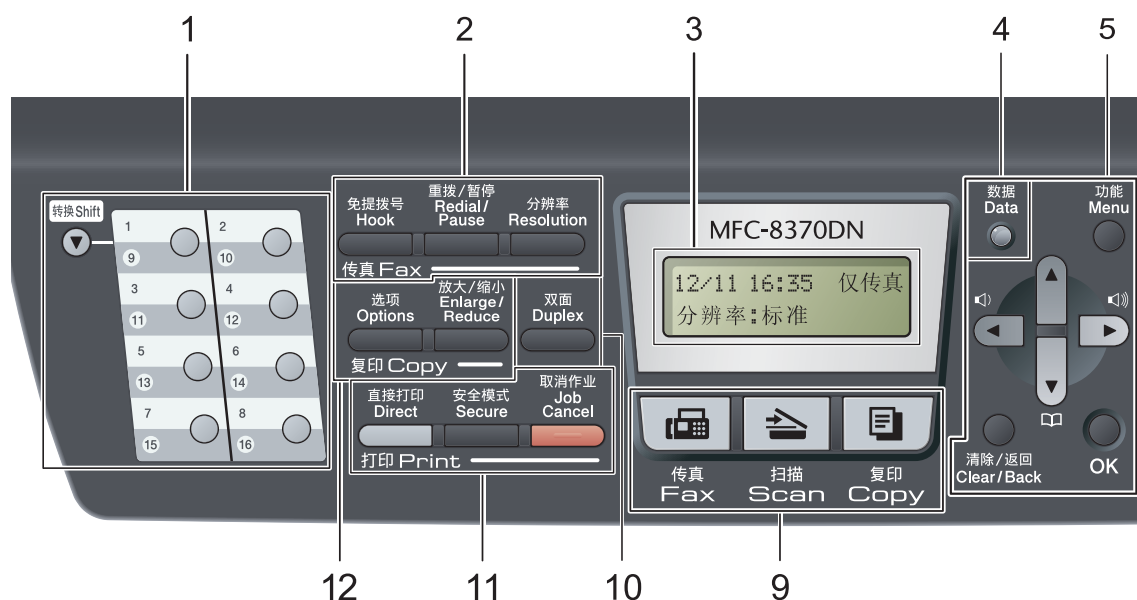 1
2
3
4
5
转换Shift
1
2
9
10
3
4
11
12
5
6
13
14
7
8
15
16
免提拨号
Hook
重拨/暂停
Redial/
Pause
分辨率
Resolution
传真 Fax
选项
Options
放大/缩小
Enlarge/
Reduce
双面
Duplex
复印 Copy
直接打印
Direct
安全模式
Secure
取消作业
Job
Cancel
打印 Print
MFC-8370DN
12/11 16:35 仅传真
分辨率:标准
传真
Fax
扫描
Scan
复印
Copy
数据
Data
功能
Menu
清除/返回
Clear/Back
OK
12
11
10
9